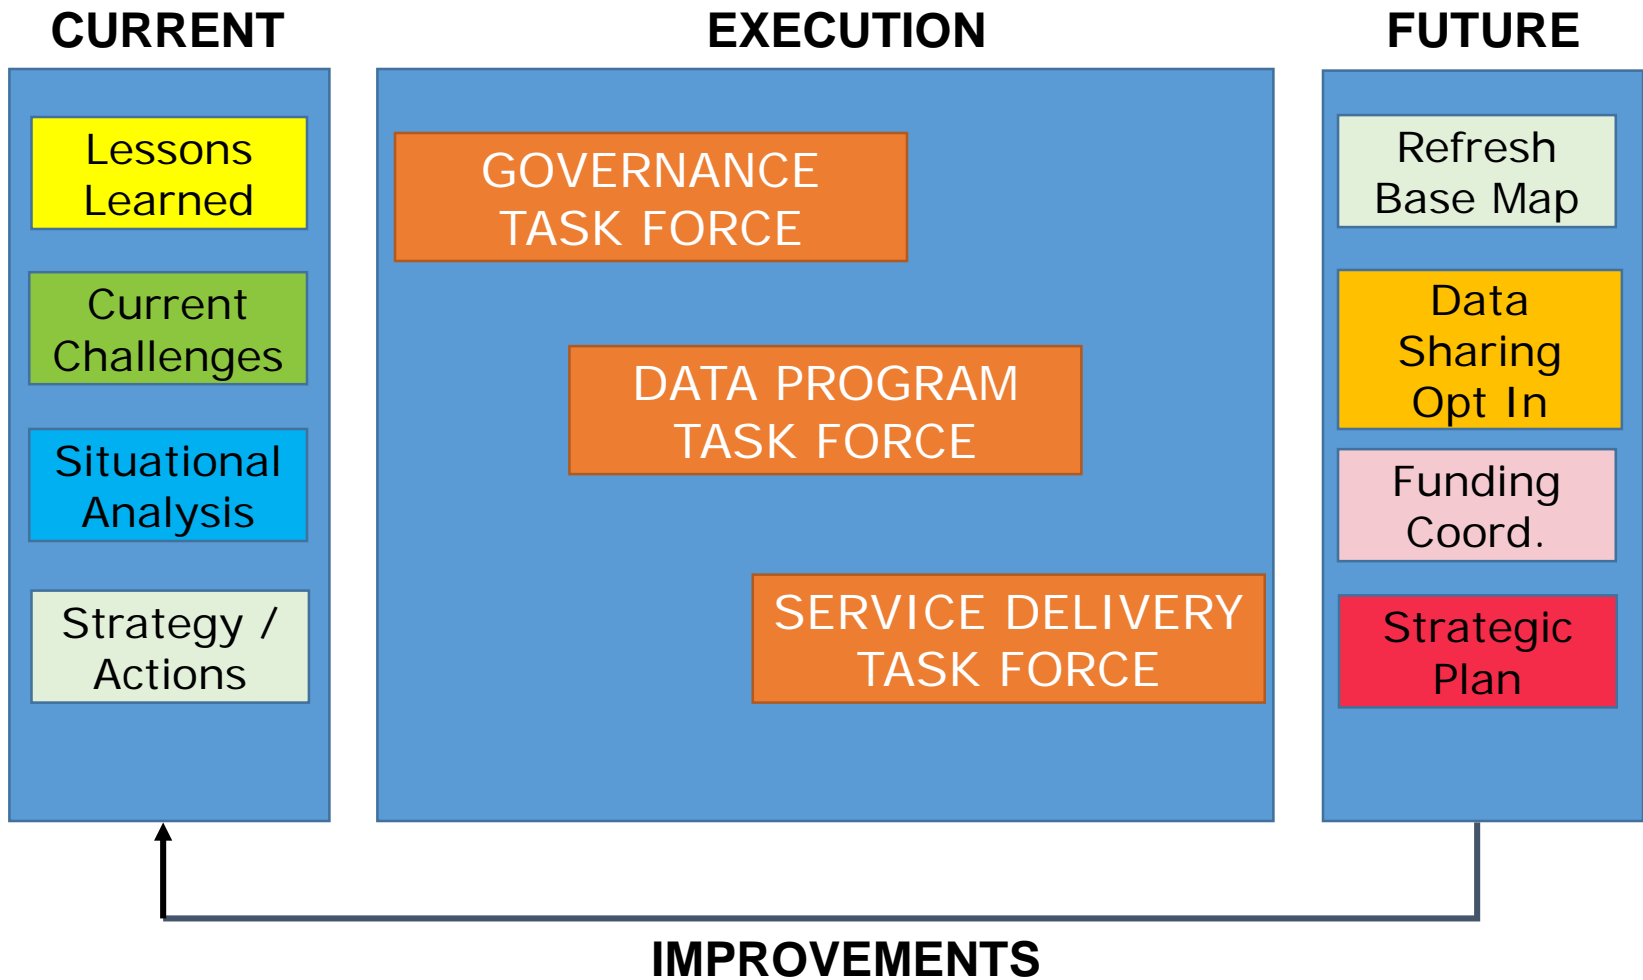 CURRENT
Lessons
Learned
Current
Challenges
Situational
Analysis
Strategy /
Actions
EXECUTION
GOVERNANCE
TASK FORCE
DATA PROGRAM
TASK FORCE
SERVICE DELIVERY
TASK FORCE
FUTURE
Refresh
Base Map
Data
Sharing
Opt In
Funding
Coord.
Strategic
Plan
IMPROVEMENTS